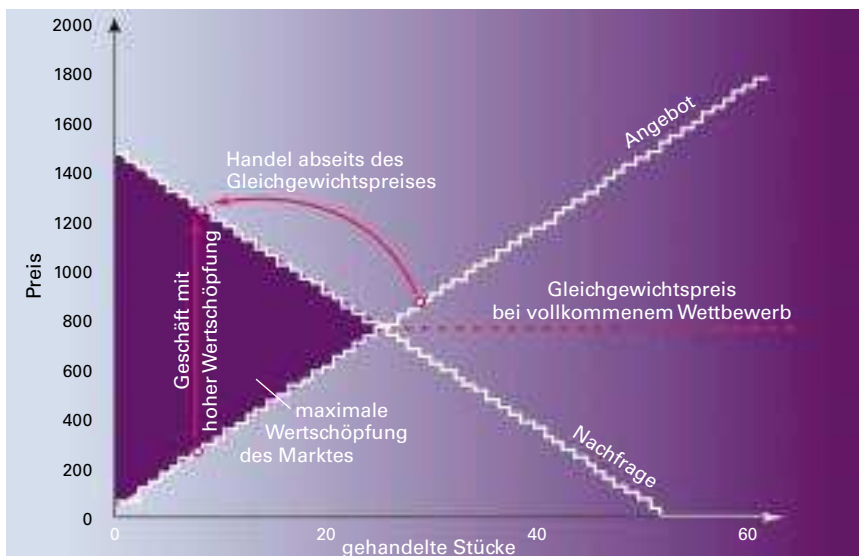 2000
1800
1600
1400
1200
1000
800
600
400
200
0
Preis
Handel abseits des
Gleichgewichtspreises
Angebot
Geschäft mit
hoher Wertschöpfung
Gleichgewichtspreis
bei vollkommenem Wettbewerb
maximale
Wertschöpfung
des Marktes
Nachfrage
0
20
40
60
gehandelte Stücke